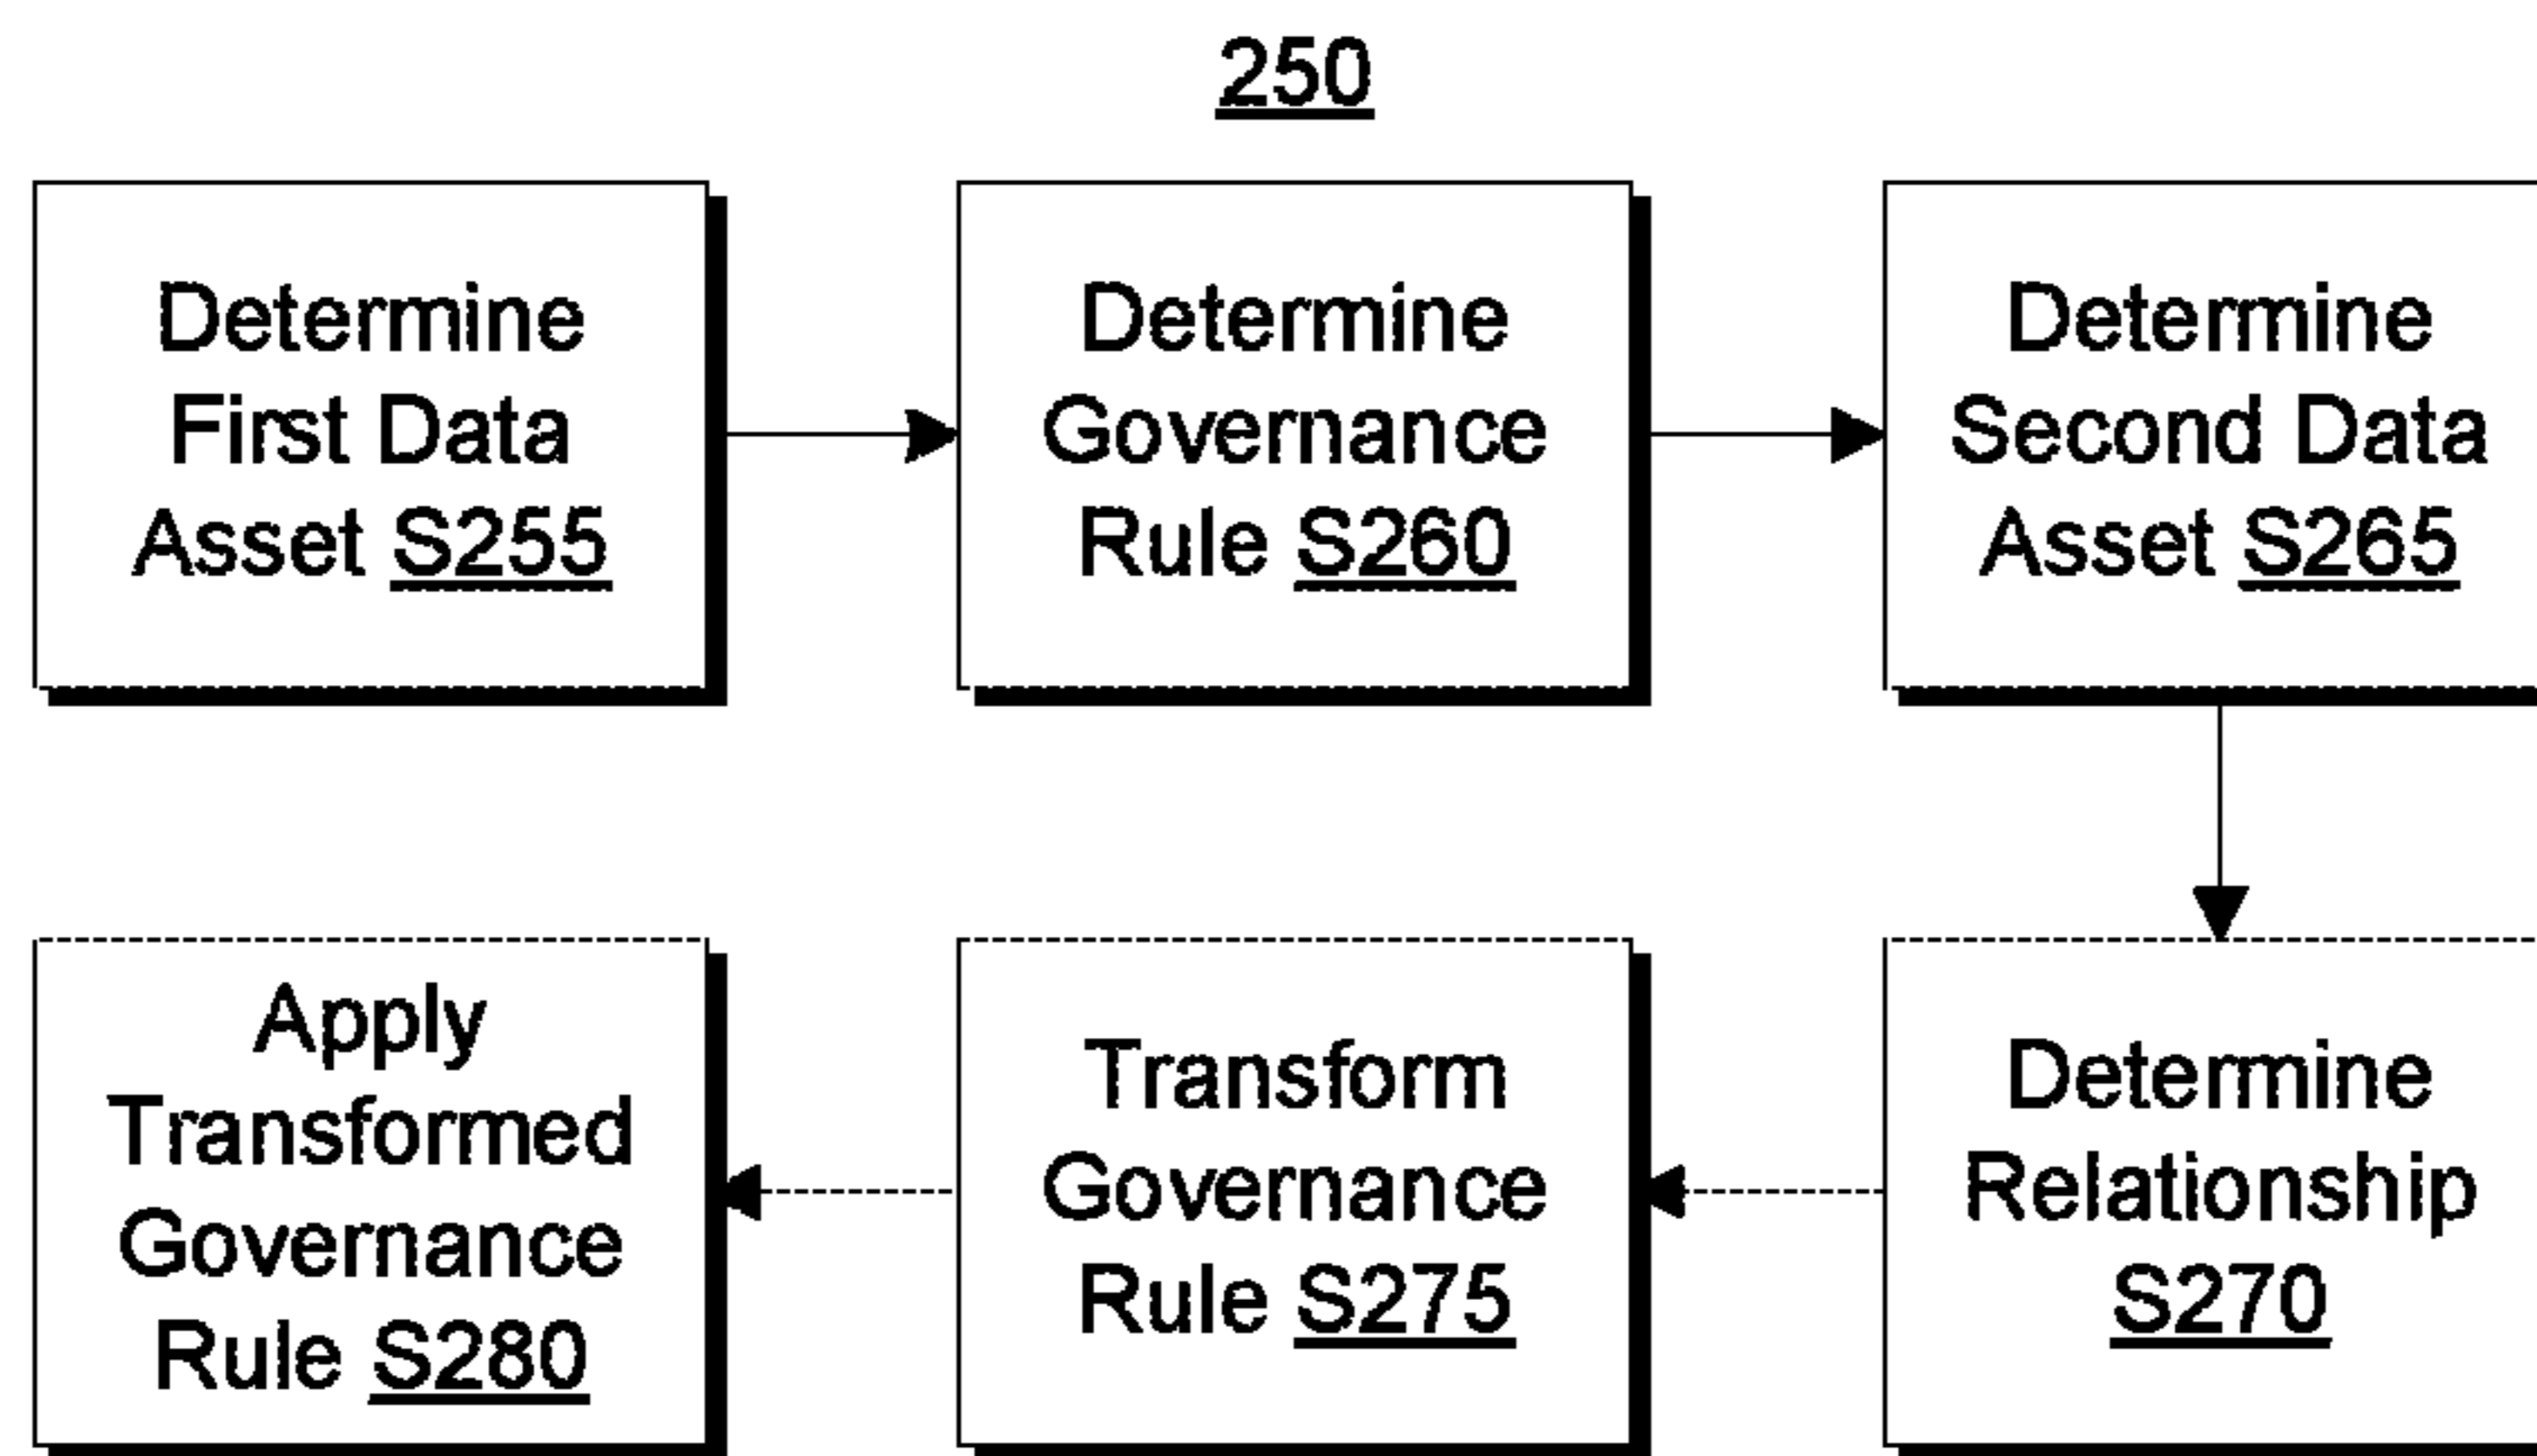 250
Determine
First Data
Asset S255
Determine
Governance
Rule S260
Determine
Second Data
Asset S265
Determine
Relationship
S270
Transform
Governance
Rule S275
Apply
Transformed
Governance
Rule S280